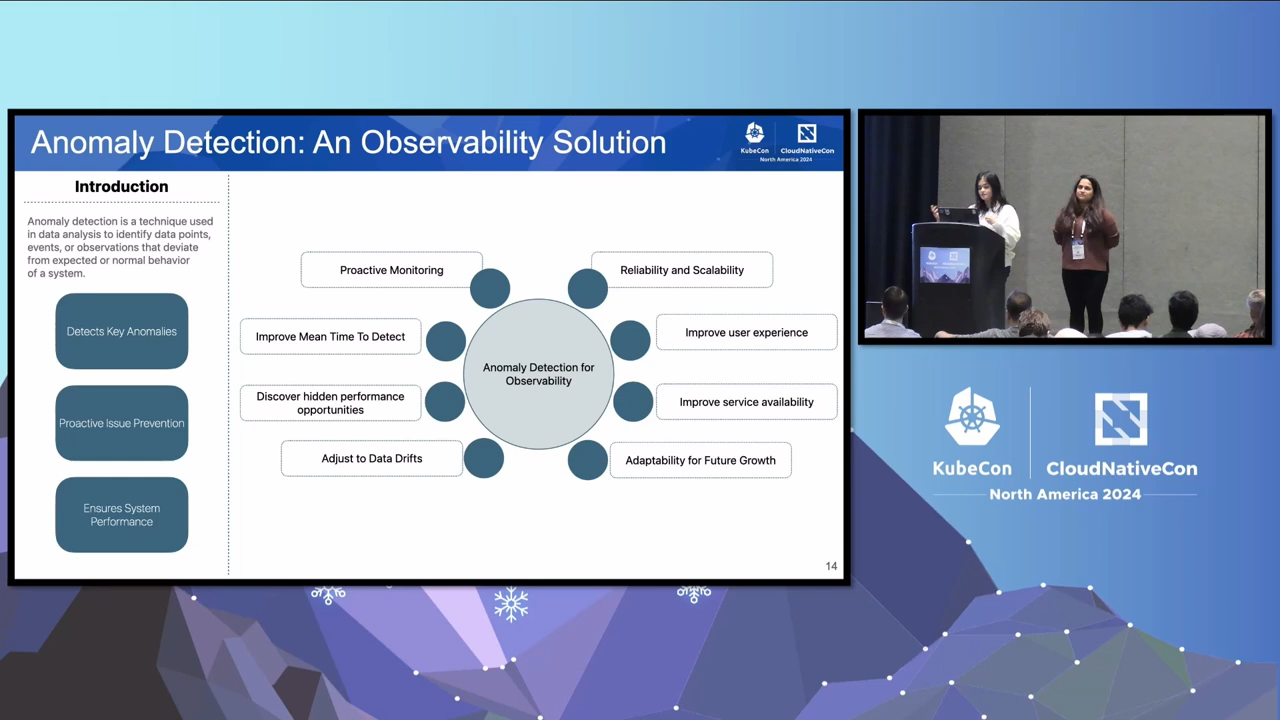 Anomaly Detection: An Observability Solution
KubeCon
CloudNativeCon
North America 2024
Introduction
Anomaly detection is a technique used
in data analysis to identify data points,
events, or observations that deviate
from expected or normal behavior
of a system.
Detects Key Anomalies
Proactive Issue Prevention
Ensures System
Performance
Proactive Monitoring
Improve Mean Time To Detect
Discover hidden performance
opportunities
Adjust to Data Drifts
Anomaly Detection for
Observability
Reliability and Scalability
Improve user experience
Improve service availability
Adaptability for Future Growth
14
KubeCon
CloudNativeCon
North America 2024